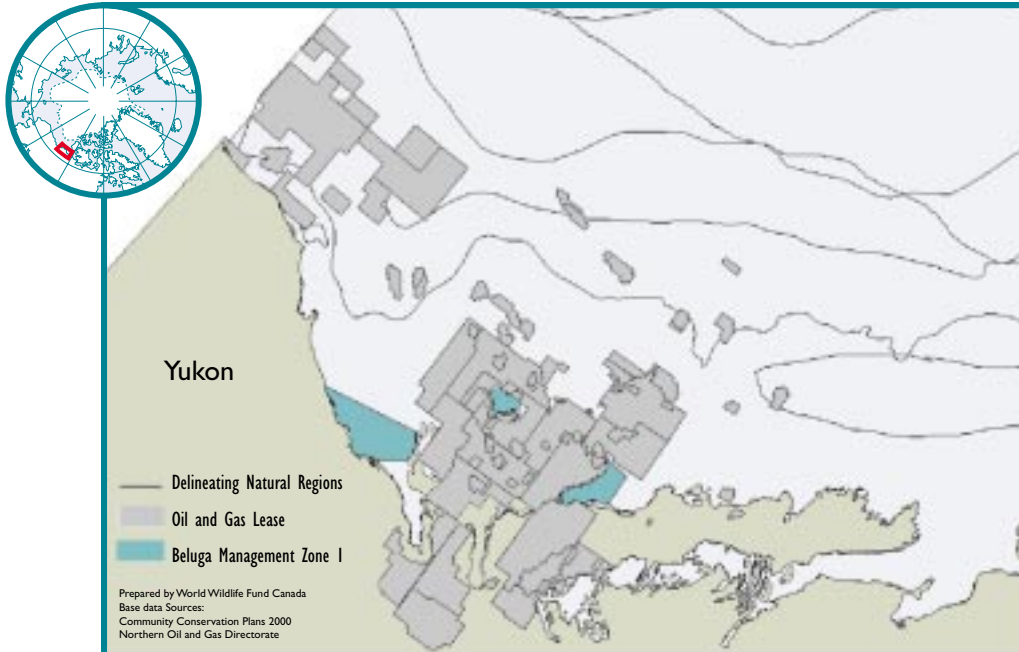 Yukon
Delineating Natural Regions
Oil and Gas Lease
Beluga Management Zone 1
Prepared by World Wildlife Fund Canada
Base data Sources:
Community Conservation Plans 2000
Northern Oil and Gas Directorate